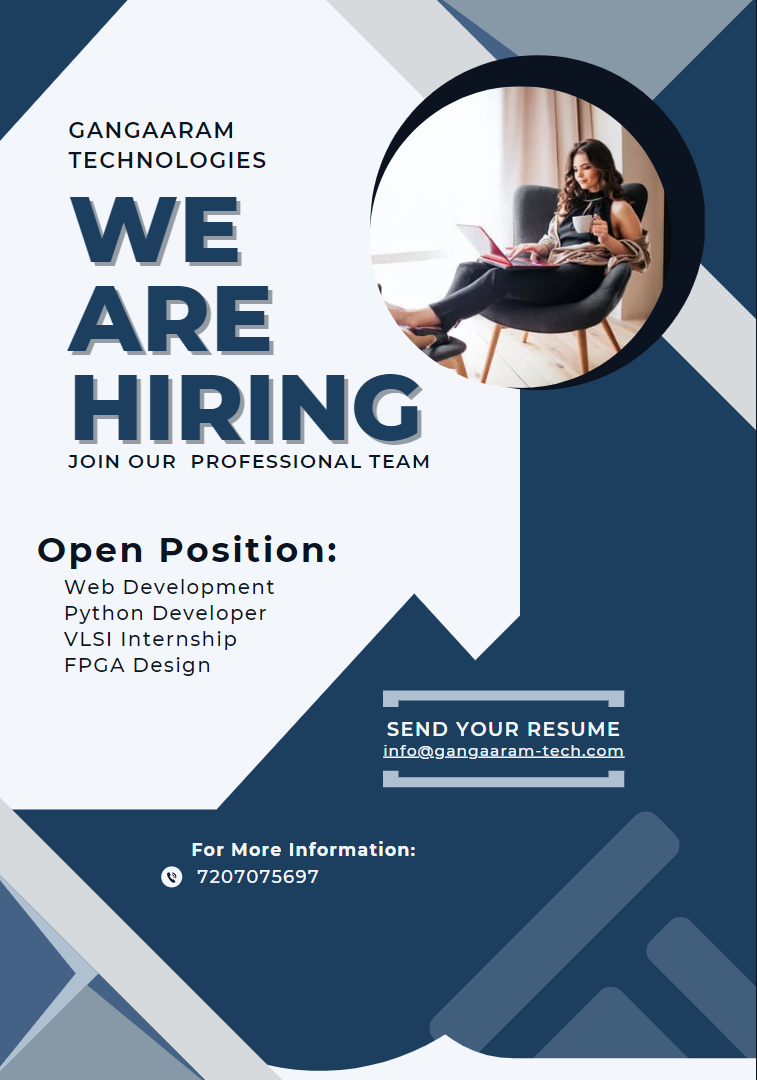 GANGAARAM
TECHNOLOGIES
WE
ARE
HIRING
JOIN OUR PROFESSIONAL TEAM
Open Position:
Web Development
Python Developer
VLSI Internship
FPGA Design
SEND YOUR RESUME
info@gangaaram-tech.com
For More Information:
7207075697